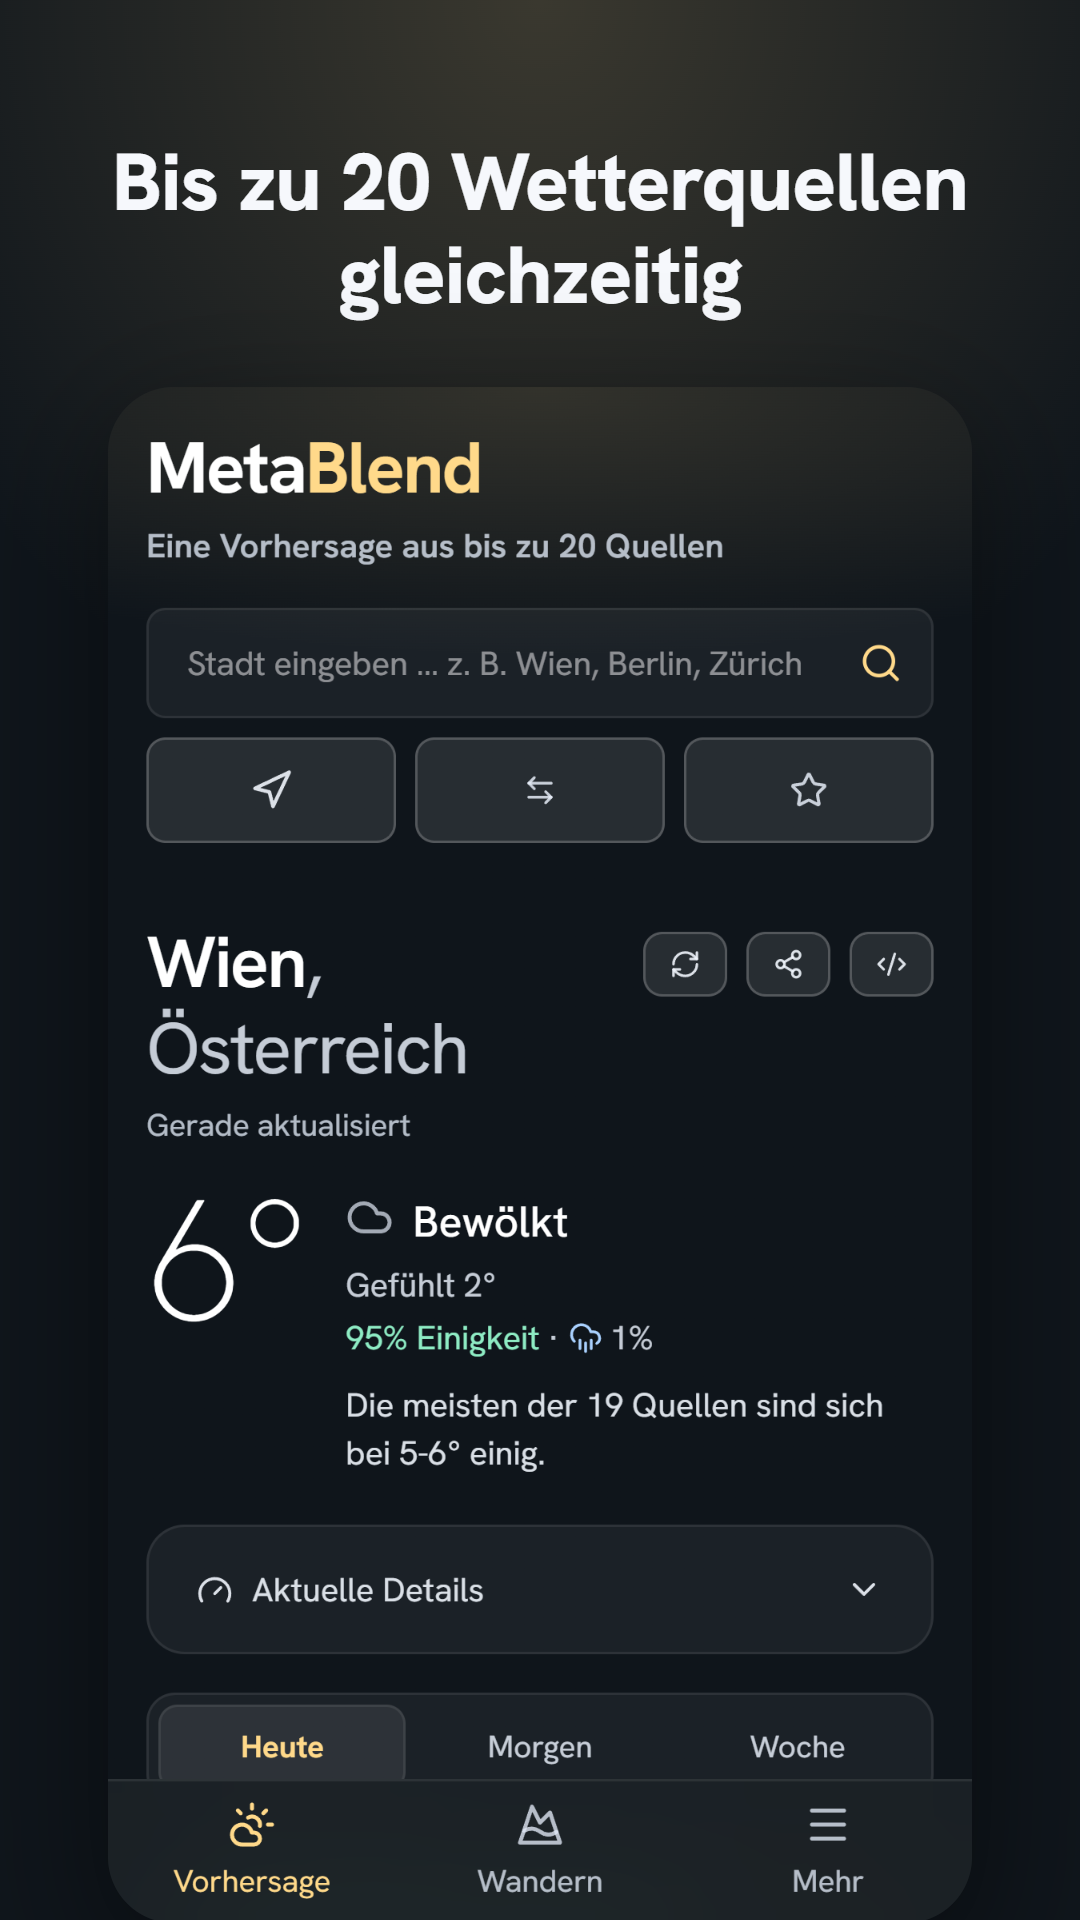 Bis zu 20 Wetterquellen
gleichzeitig
MetaBlend
Eine Vorhersage aus bis zu 20 Quellen
Stadt eingeben ... z. B. Wien, Berlin, Zürich
Wien,
Österreich
Gerade aktualisiert
6°
Bewölkt
Gefühlt 2°
95% Einigkeit · 1%
Die meisten der 19 Quellen sind sich
bei 5-6° einig.
Aktuelle Details
Heute Morgen Woche
Vorhersage Wandern Mehr